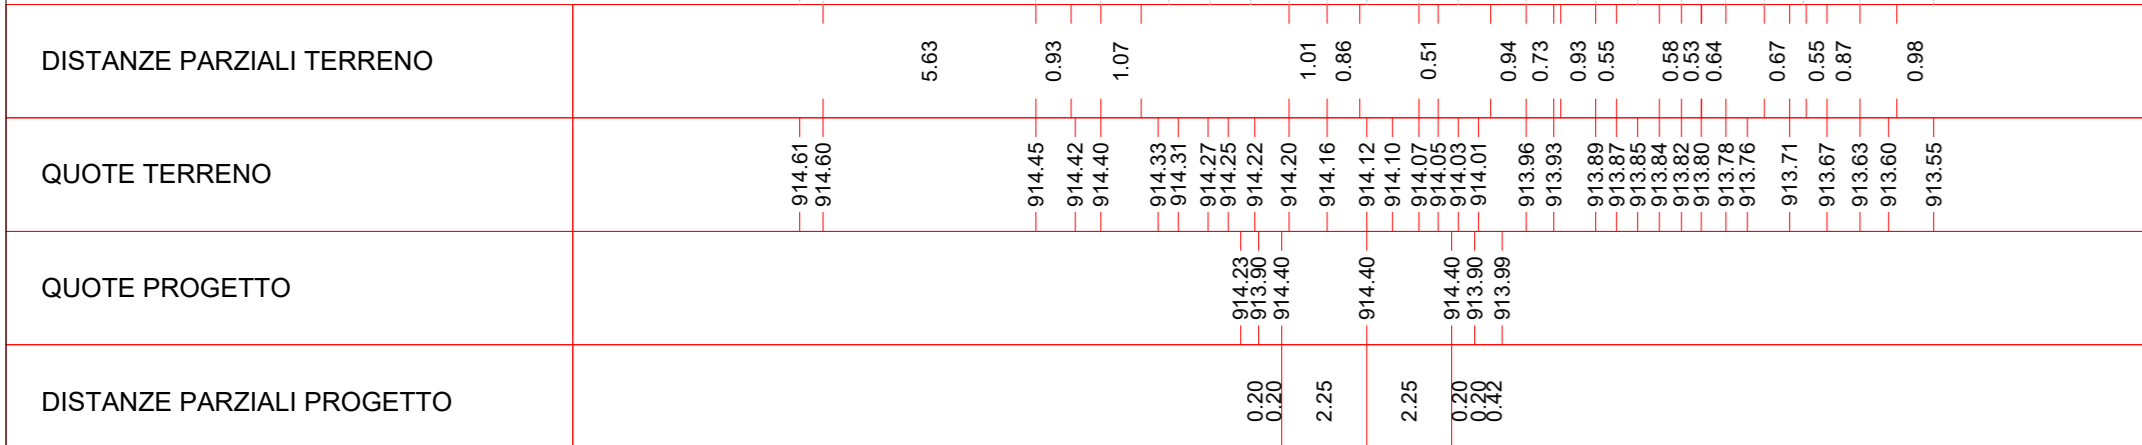 DISTANZE PARZIALI TERRENO 5.63 0.93 1.07 1.01 0.86 0.51 0.94 0.73 0.93 0.55 0.58 0.53 0.64 0.67 0.55 0.87 0.98
QUOTE TERRENO 914.61 914.60 914.45 914.42 914.40 914.33 914.31 914.27 914.25 914.22 914.20 914.16 914.12 914.10 914.07 914.05 914.03 914.01 913.96 913.93 913.89 913.87 913.85 913.84 913.82 913.80 913.78 913.76 913.71 913.67 913.63 913.60 913.55
QUOTE PROGETTO 914.23 913.90 914.40 914.40 914.40 913.90 913.99
DISTANZE PARZIALI PROGETTO 0.20 0.20 2.25 2.25 0.20 0.20 0.42